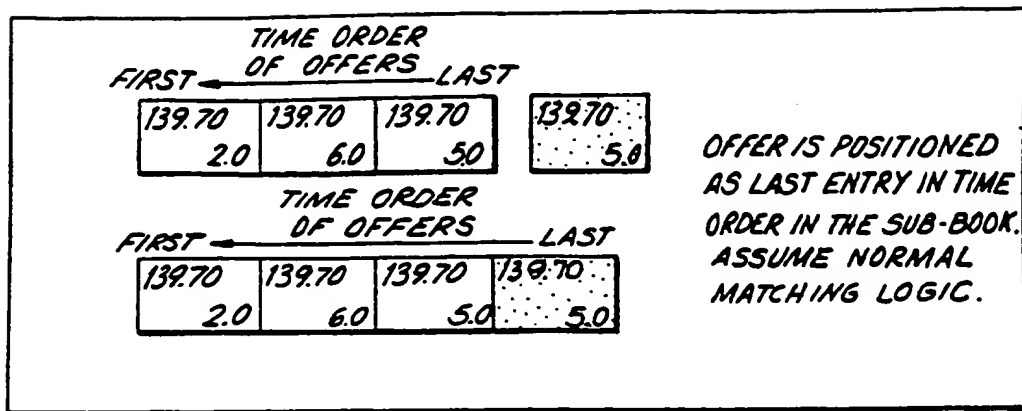 TIME ORDER
OF OFFERS
FIRST LAST
139.70 139.70 139.70 139.70
2.0 6.0 5.0 5.0
OFFER IS POSITIONED
AS LAST ENTRY IN TIME
ORDER IN THE SUB-BOOK.
ASSUME NORMAL
MATCHING LOGIC.
TIME ORDER
OF OFFERS
FIRST LAST
139.70 139.70 139.70 139.70
2.0 6.0 5.0 5.0